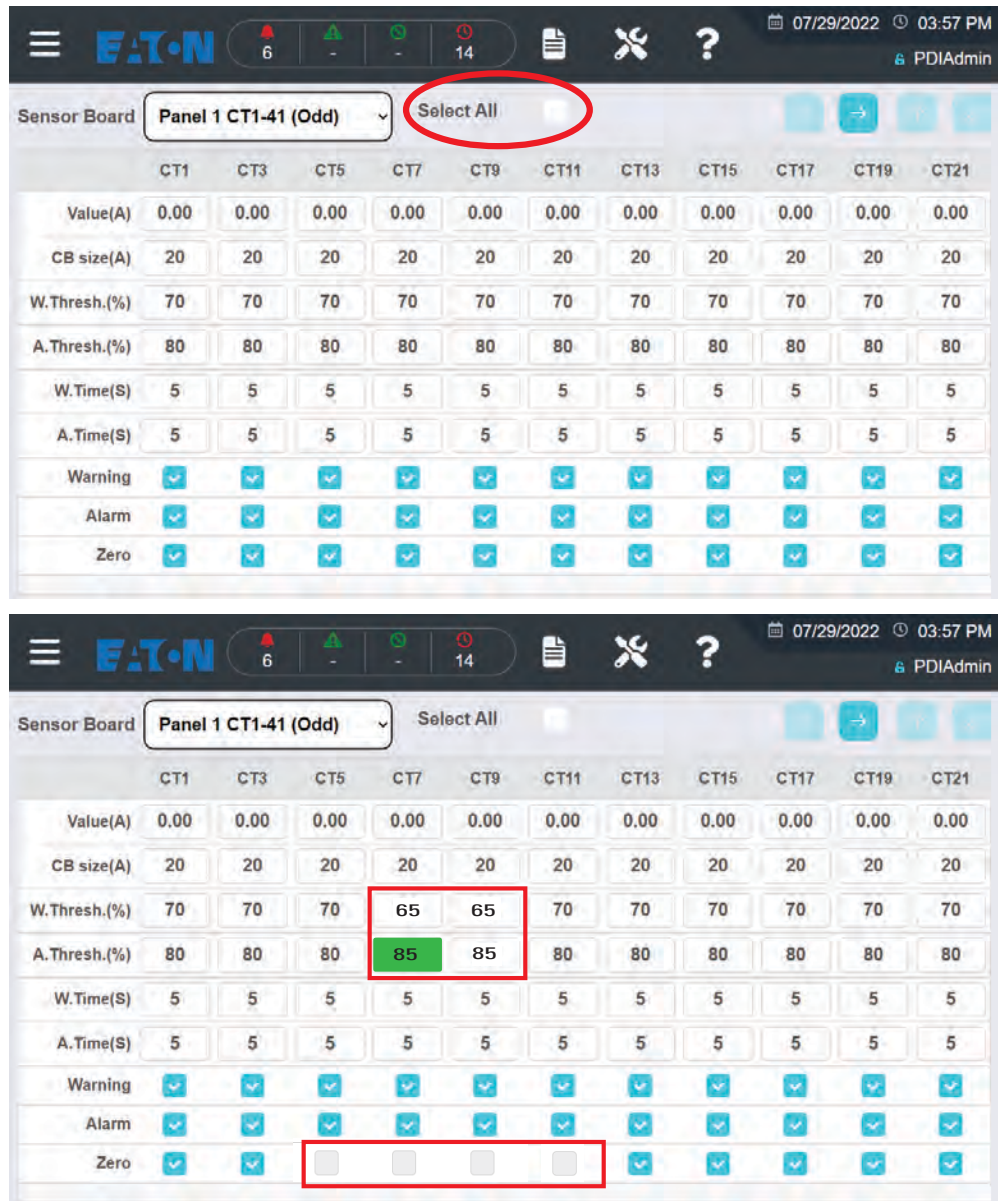 07/29/2022 03:57 PM
EATON 6 - - 14 ?
PDIAdmin
Sensor Board Panel 1 CT1-41 (Odd) Select All
CT1 CT3 CT5 CT7 CT9 CT11 CT13 CT15 CT17 CT19 CT21
Value(A) 0.00 0.00 0.00 0.00 0.00 0.00 0.00 0.00 0.00 0.00 0.00
CB size(A) 20 20 20 20 20 20 20 20 20 20 20
W.Thresh.(%) 70 70 70 70 70 70 70 70 70 70 70
A.Thresh.(%) 80 80 80 80 80 80 80 80 80 80 80
W.Time(S) 5 5 5 5 5 5 5 5 5 5 5
A.Time(S) 5 5 5 5 5 5 5 5 5 5 5
Warning
Alarm
Zero
07/29/2022 03:57 PM
EATON 6 - - 14 ?
PDIAdmin
Sensor Board Panel 1 CT1-41 (Odd) Select All
CT1 CT3 CT5 CT7 CT9 CT11 CT13 CT15 CT17 CT19 CT21
Value(A) 0.00 0.00 0.00 0.00 0.00 0.00 0.00 0.00 0.00 0.00 0.00
CB size(A) 20 20 20 20 20 20 20 20 20 20 20
W.Thresh.(%) 70 70 70 65 65 70 70 70 70 70 70
A.Thresh.(%) 80 80 80 85 85 80 80 80 80 80 80
W.Time(S) 5 5 5 5 5 5 5 5 5 5 5
A.Time(S) 5 5 5 5 5 5 5 5 5 5 5
Warning
Alarm
Zero